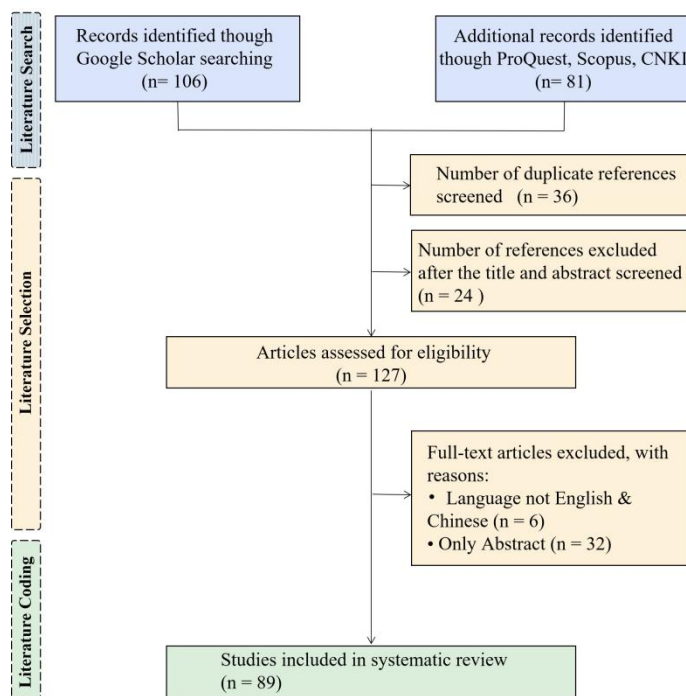 Literature Search
Records identified though
Google Scholar searching
(n= 106)
Additional records identified
though ProQuest, Scopus, CNKI
(n= 81)
Literature Selection
Number of duplicate references
screened (n = 36)
Number of references excluded
after the title and abstract screened
(n = 24 )
Articles assessed for eligibility
(n = 127)
Full-text articles excluded, with
reasons:
• Language not English &
Chinese (n = 6)
• Only Abstract (n = 32)
Literature Coding
Studies included in systematic review
(n = 89)